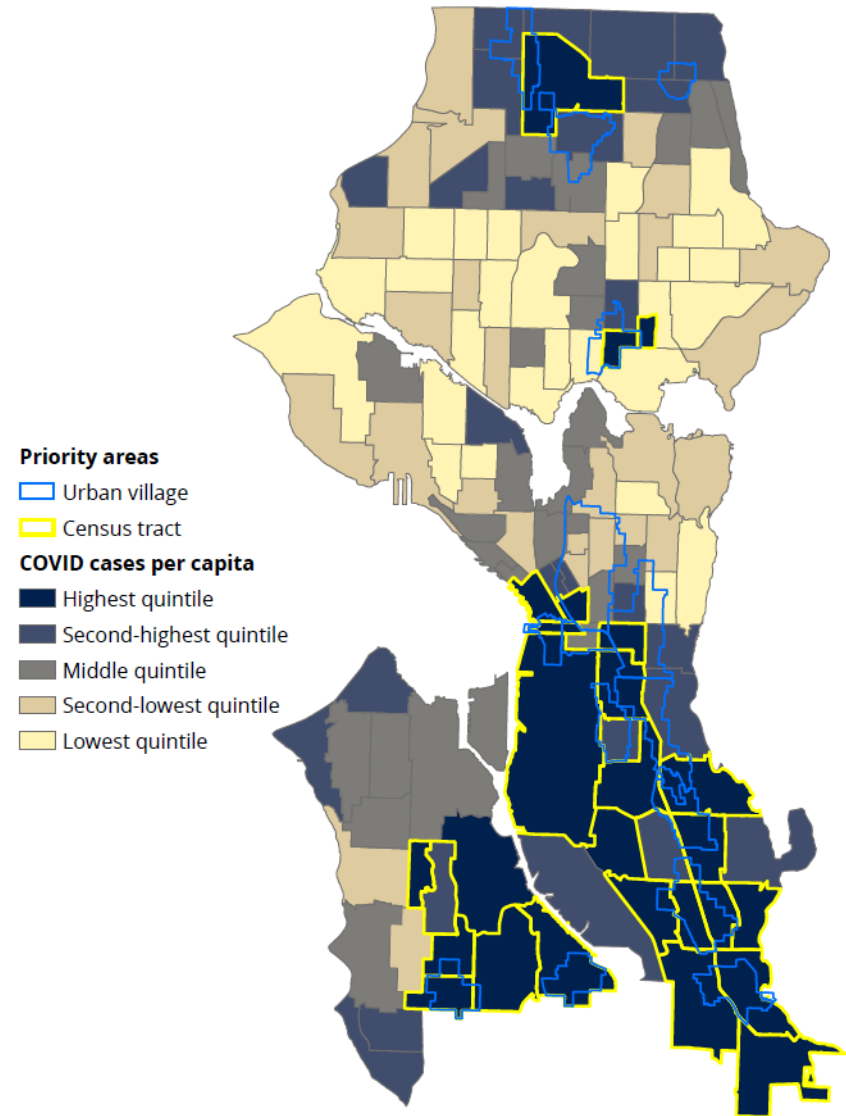 Priority areas
Urban village
Census tract
COVID cases per capita
Highest quintile
Second-highest quintile
Middle quintile
Second-lowest quintile
Lowest quintile